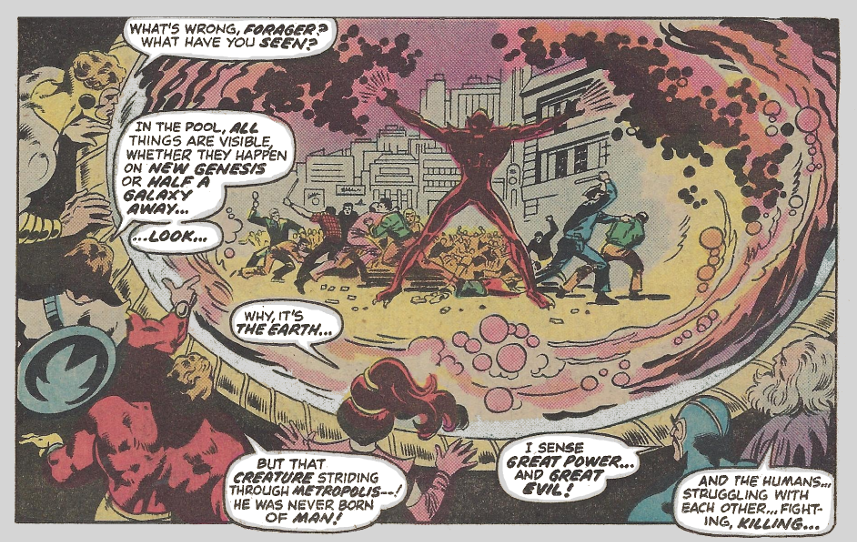 WHAT'S WRONG, FORAGER?
WHAT HAVE YOU SEEN?
IN THE POOL, ALL
THINGS ARE VISIBLE,
WHETHER THEY HAPPEN
ON NEW GENESIS
OR HALF A
GALAXY
AWAY...
...LOOK...
WHY, IT'S
THE EARTH...
BUT THAT
CREATURE STRIDING
THROUGH METROPOLIS--!
HE WAS NEVER BORN
OF MAN!
I SENSE
GREAT POWER...
AND GREAT
EVIL!
AND THE HUMANS...
STRUGGLING WITH
EACH OTHER... FIGHT-
ING, KILLING...